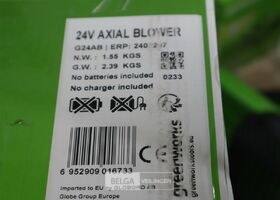 24V AXIAL BLOWER
G24AB | ERP:
N.W.: 1.55 KGS
G.W.: 2.39 KGS
No batteries included 0233
No charger included
greenworks
6 952909 016733
BELGA VEILINGEN
Imported to EU
Globe Group Europe